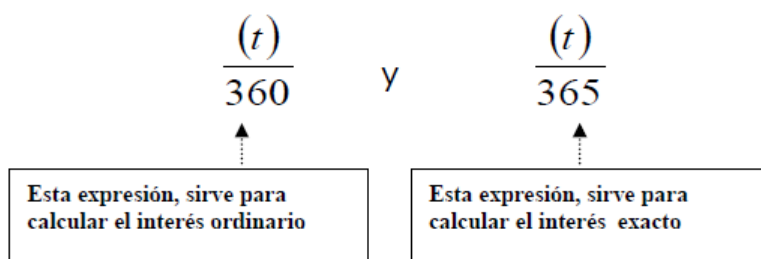 (t)
360
y
(t)
365
Esta expresión, sirve para
calcular el interés ordinario
Esta expresión, sirve para
calcular el interés exacto